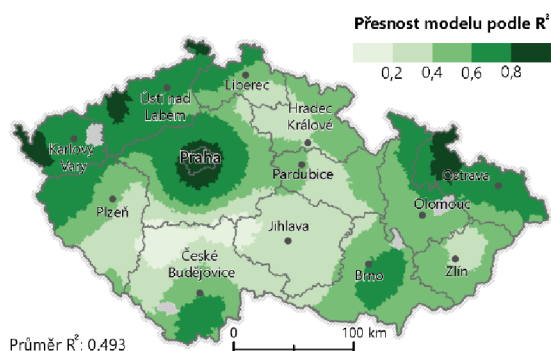 Přesnost modelu podle R²
0,2 0,4 0,6 0,8
Liberec
Ústí nad
Labem
Hradec
Králové
Karlovy
Vary
Praha
Pardubice
Ostrava
Plzeň
Olomouc
Jihlava
České
Budějovice
Brno
Zlín
0 100 km
Průměr R²: 0.493